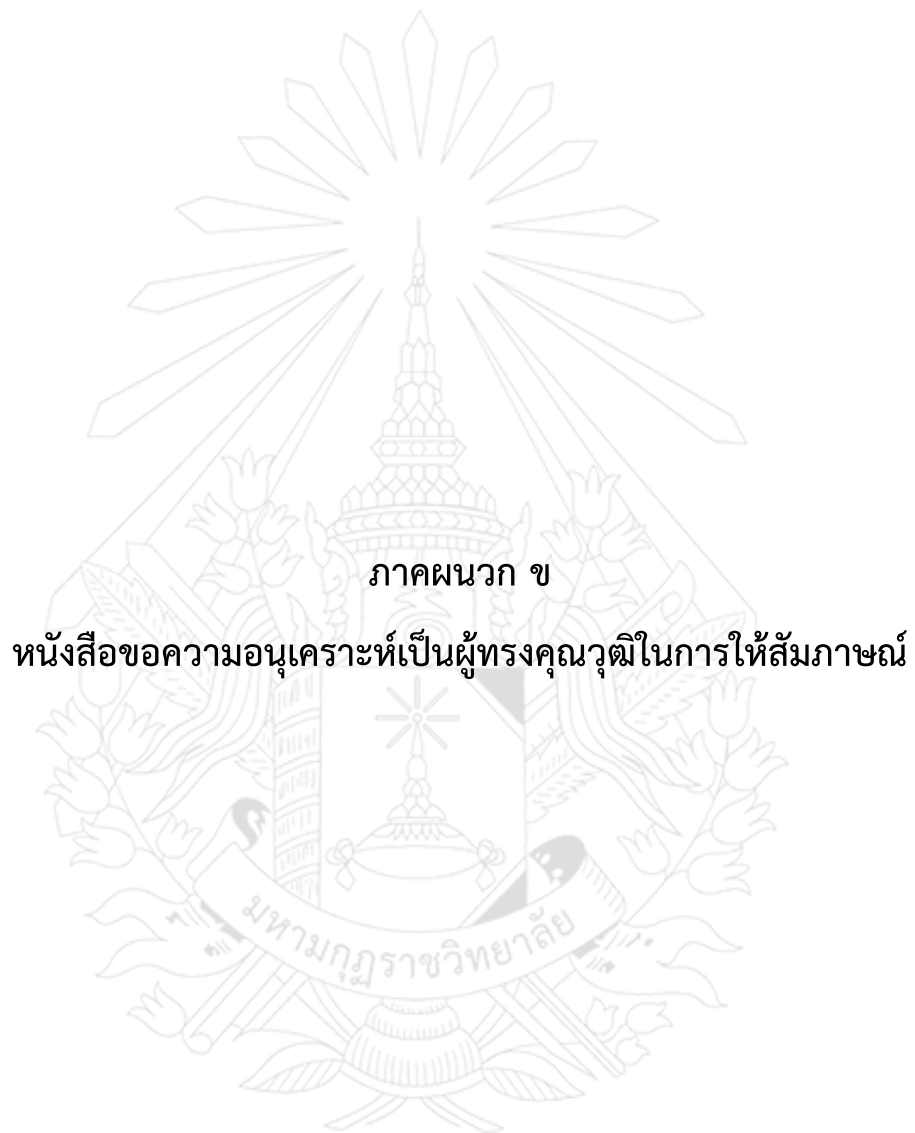 ภาคผนวก ข
หนังสือขอความอนุเคราะห์เป็นผู้ทรงคุณวุฒิในการให้สัมภาษณ์
มหามกุฏราชวิทยาลัย